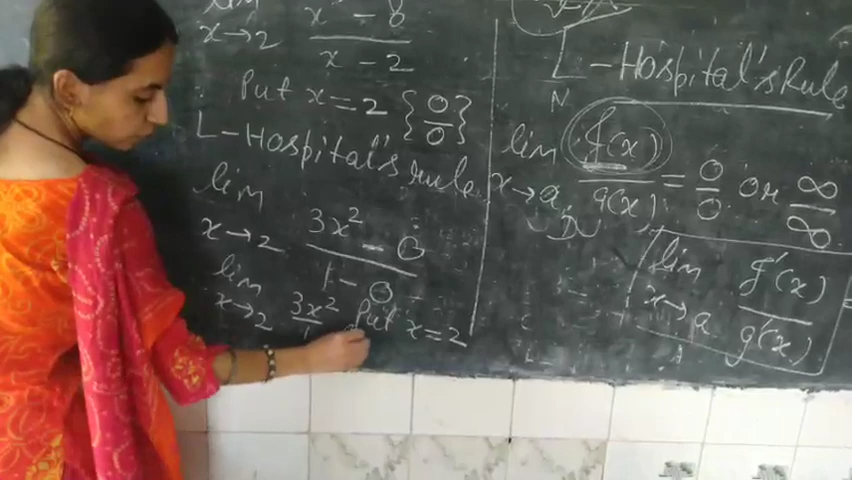 lim
x→2 x - 8 / x - 2
Put x = 2 {0/0}
L-Hospital's rule
lim
x→2 3x² - 0 / 1 - 0
lim
x→2 3x² / 1 Put x = 2
L-Hospital's Rule
N
lim
x→a f(x) / g(x) = 0/0 or ∞/∞
D
lim
x→a f'(x) / g'(x)